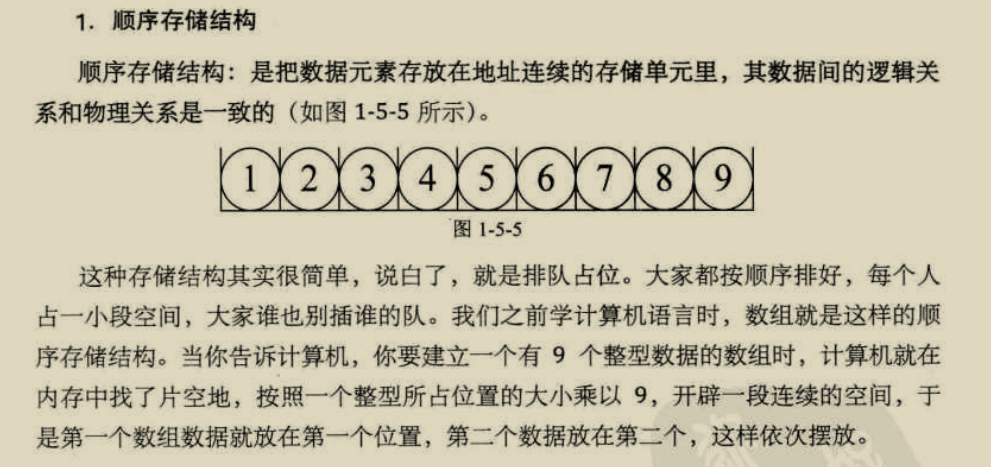 1. 顺序存储结构
顺序存储结构：是把数据元素存放在地址连续的存储单元里，其数据间的逻辑关
系和物理关系是一致的（如图 1-5-5 所示）。
1 2 3 4 5 6 7 8 9
图 1-5-5
这种存储结构其实很简单，说白了，就是排队占位。大家都按顺序排好，每个人
占一小段空间，大家谁也别插谁的队。我们之前学计算机语言时，数组就是这样的顺
序存储结构。当你告诉计算机，你要建立一个有 9 个整型数据的数组时，计算机就在
内存中找了片空地，按照一个整型所占位置的大小乘以 9，开辟一段连续的空间，于
是第一个数组数据就放在第一个位置，第二个数据放在第二个，这样依次摆放。